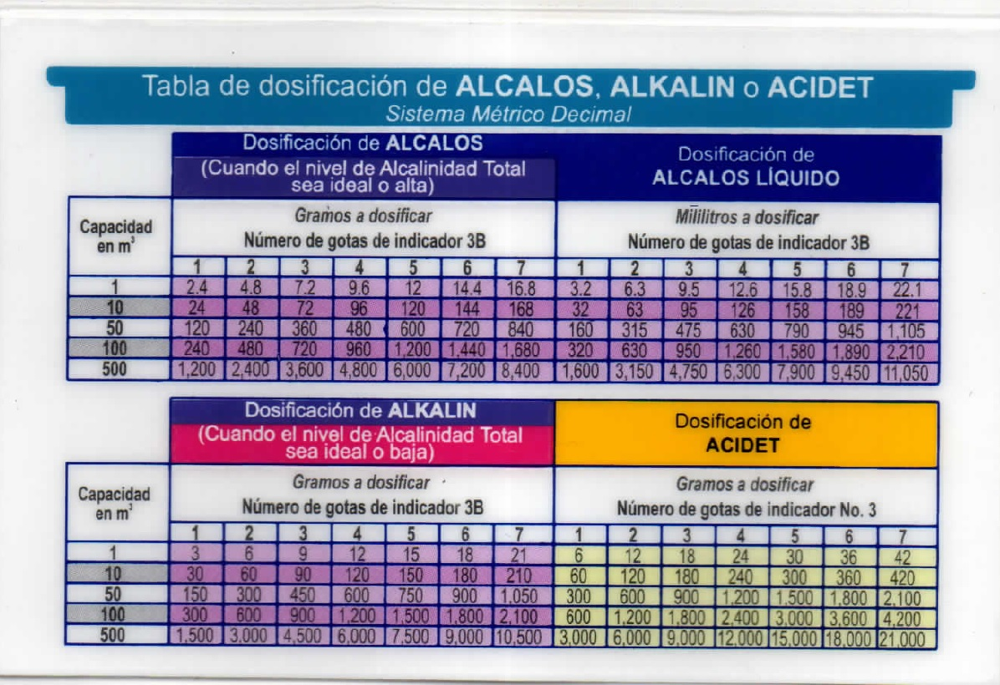 Tabla de dosificación de ALCALOS, ALKALIN o ACIDET
Sistema Métrico Decimal
Dosificación de ALCALOS
(Cuando el nivel de Alcalinidad Total
sea ideal o alta)
Dosificación de
ALCALOS LÍQUIDO
Capacidad
en m³
Gramos a dosificar
Número de gotas de indicador 3B
Mililitros a dosificar
Número de gotas de indicador 3B
1 2 3 4 5 6 7 1 2 3 4 5 6 7
1 2.4 4.8 7.2 9.6 12 14.4 16.8 3.2 6.3 9.5 12.6 15.8 18.9 22.1
10 24 48 72 96 120 144 168 32 63 95 126 158 189 221
50 120 240 360 480 600 720 840 160 315 475 630 790 945 1,105
100 240 480 720 960 1,200 1,440 1,680 320 630 950 1,260 1,580 1,890 2,210
500 1,200 2,400 3,600 4,800 6,000 7,200 8,400 1,600 3,150 4,750 6,300 7,900 9,450 11,050
Dosificación de ALKALIN
(Cuando el nivel de Alcalinidad Total
sea ideal o baja)
Dosificación de
ACIDET
Capacidad
en m³
Gramos a dosificar
Número de gotas de indicador 3B
Gramos a dosificar
Número de gotas de indicador No. 3
1 2 3 4 5 6 7 1 2 3 4 5 6 7
1 3 6 9 12 15 18 21 6 12 18 24 30 36 42
10 30 60 90 120 150 180 210 60 120 180 240 300 360 420
50 150 300 450 600 750 900 1,050 300 600 900 1,200 1,500 1,800 2,100
100 300 600 900 1,200 1,500 1,800 2,100 600 1,200 1,800 2,400 3,000 3,600 4,200
500 1,500 3,000 4,500 6,000 7,500 9,000 10,500 3,000 6,000 9,000 12,000 15,000 18,000 21,000